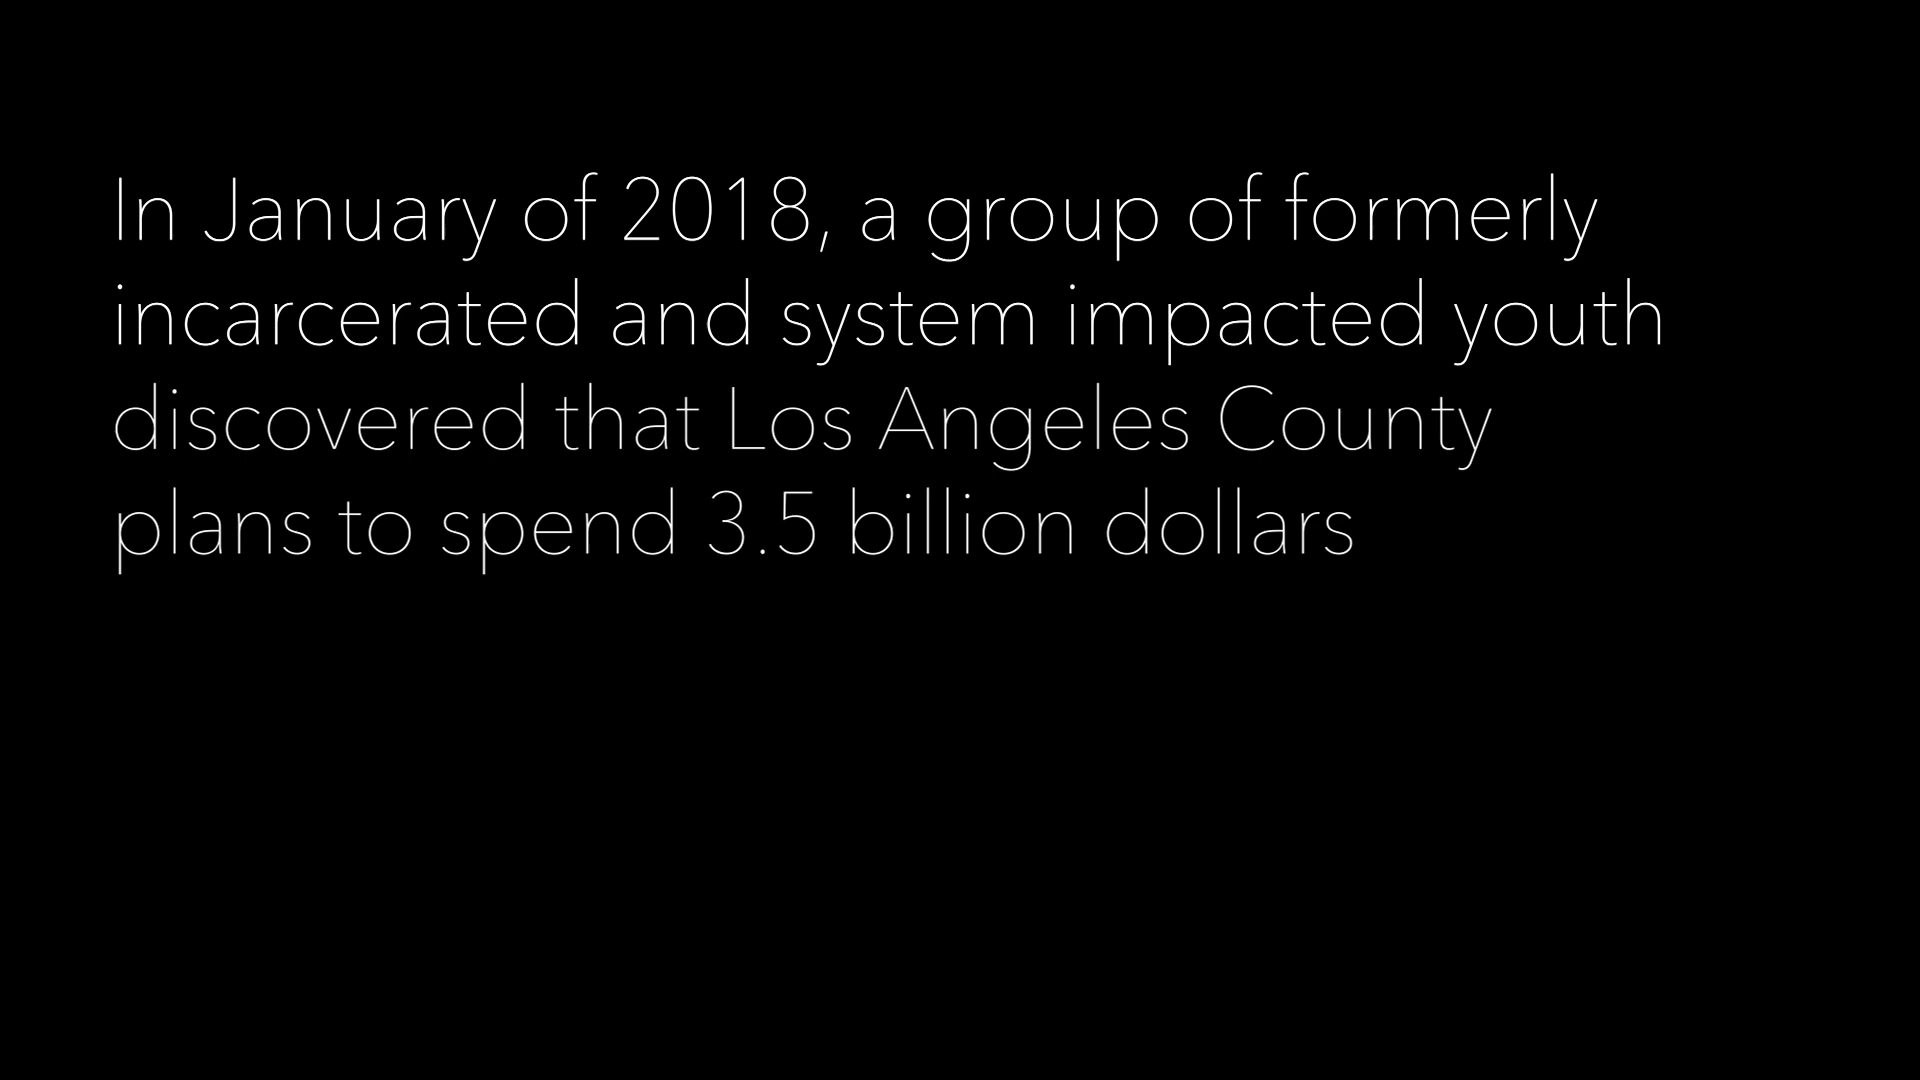 In January of 2018, a group of formerly
incarcerated and system impacted youth
discovered that Los Angeles County
plans to spend 3.5 billion dollars